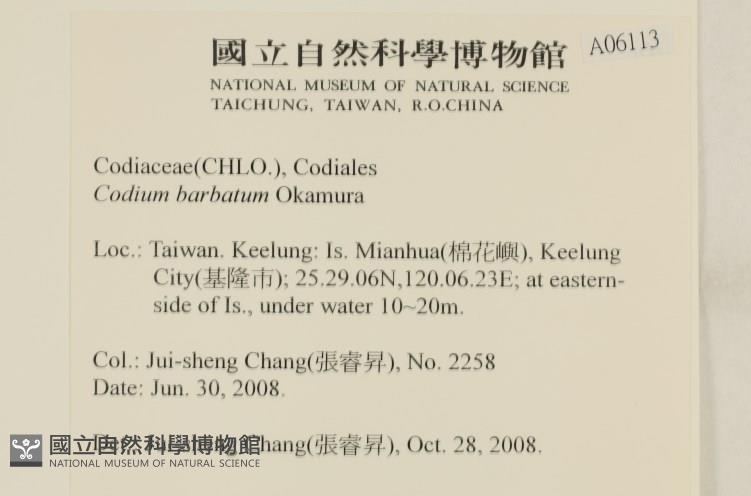 國立自然科學博物館 A06113
NATIONAL MUSEUM OF NATURAL SCIENCE
TAICHUNG, TAIWAN, R.O.CHINA
Codiaceae(CHLO.), Codiales
Codium barbatum Okamura
Loc.: Taiwan. Keelung: Is. Mianhua(棉花嶼), Keelung
City(基隆市); 25.29.06N,120.06.23E; at eastern-
side of Is., under water 10~20m.
Col.: Jui-sheng Chang(張睿昇), No. 2258
Date: Jun. 30, 2008.
Chang(張睿昇), Oct. 28, 2008.
國立自然科學博物館
NATIONAL MUSEUM OF NATURAL SCIENCE